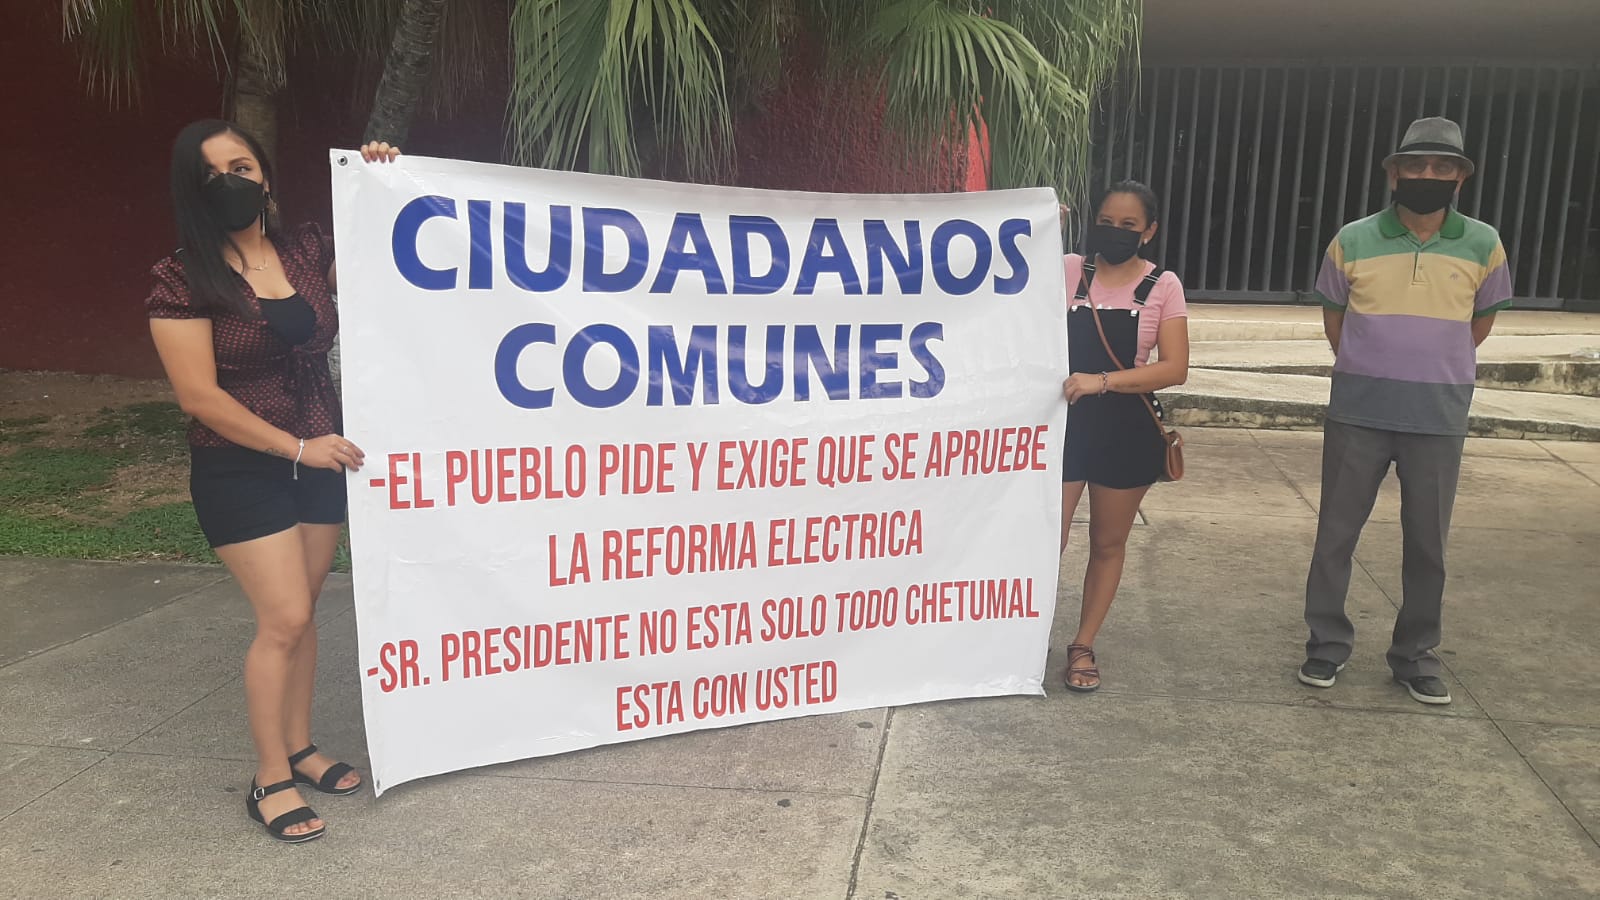 CIUDADANOS
COMUNES
-EL PUEBLO PIDE Y EXIGE QUE SE APRUEBE
LA REFORMA ELECTRICA
-SR. PRESIDENTE NO ESTA SOLO TODO CHETUMAL
ESTA CON USTED